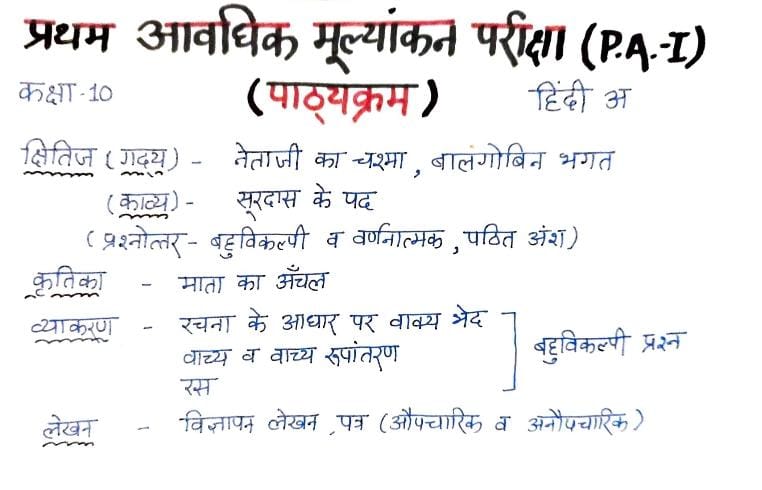 प्रथम आवधिक मूल्यांकन परीक्षा (P.A.-I)
कक्षा-10 (पाठ्यक्रम) हिंदी अ
क्षितिज (गद्य) - नेताजी का चश्मा, बालगोबिन भगत
(काव्य) - सूरदास के पद
(प्रश्नोत्तर - बहुविकल्पी व वर्णनात्मक, पठित अंश)
कृतिका - माता का अँचल
व्याकरण - रचना के आधार पर वाक्य भेद
वाच्य व वाच्य रूपांतरण बहुविकल्पी प्रश्न
रस
लेखन - विज्ञापन लेखन, पत्र (औपचारिक व अनौपचारिक)